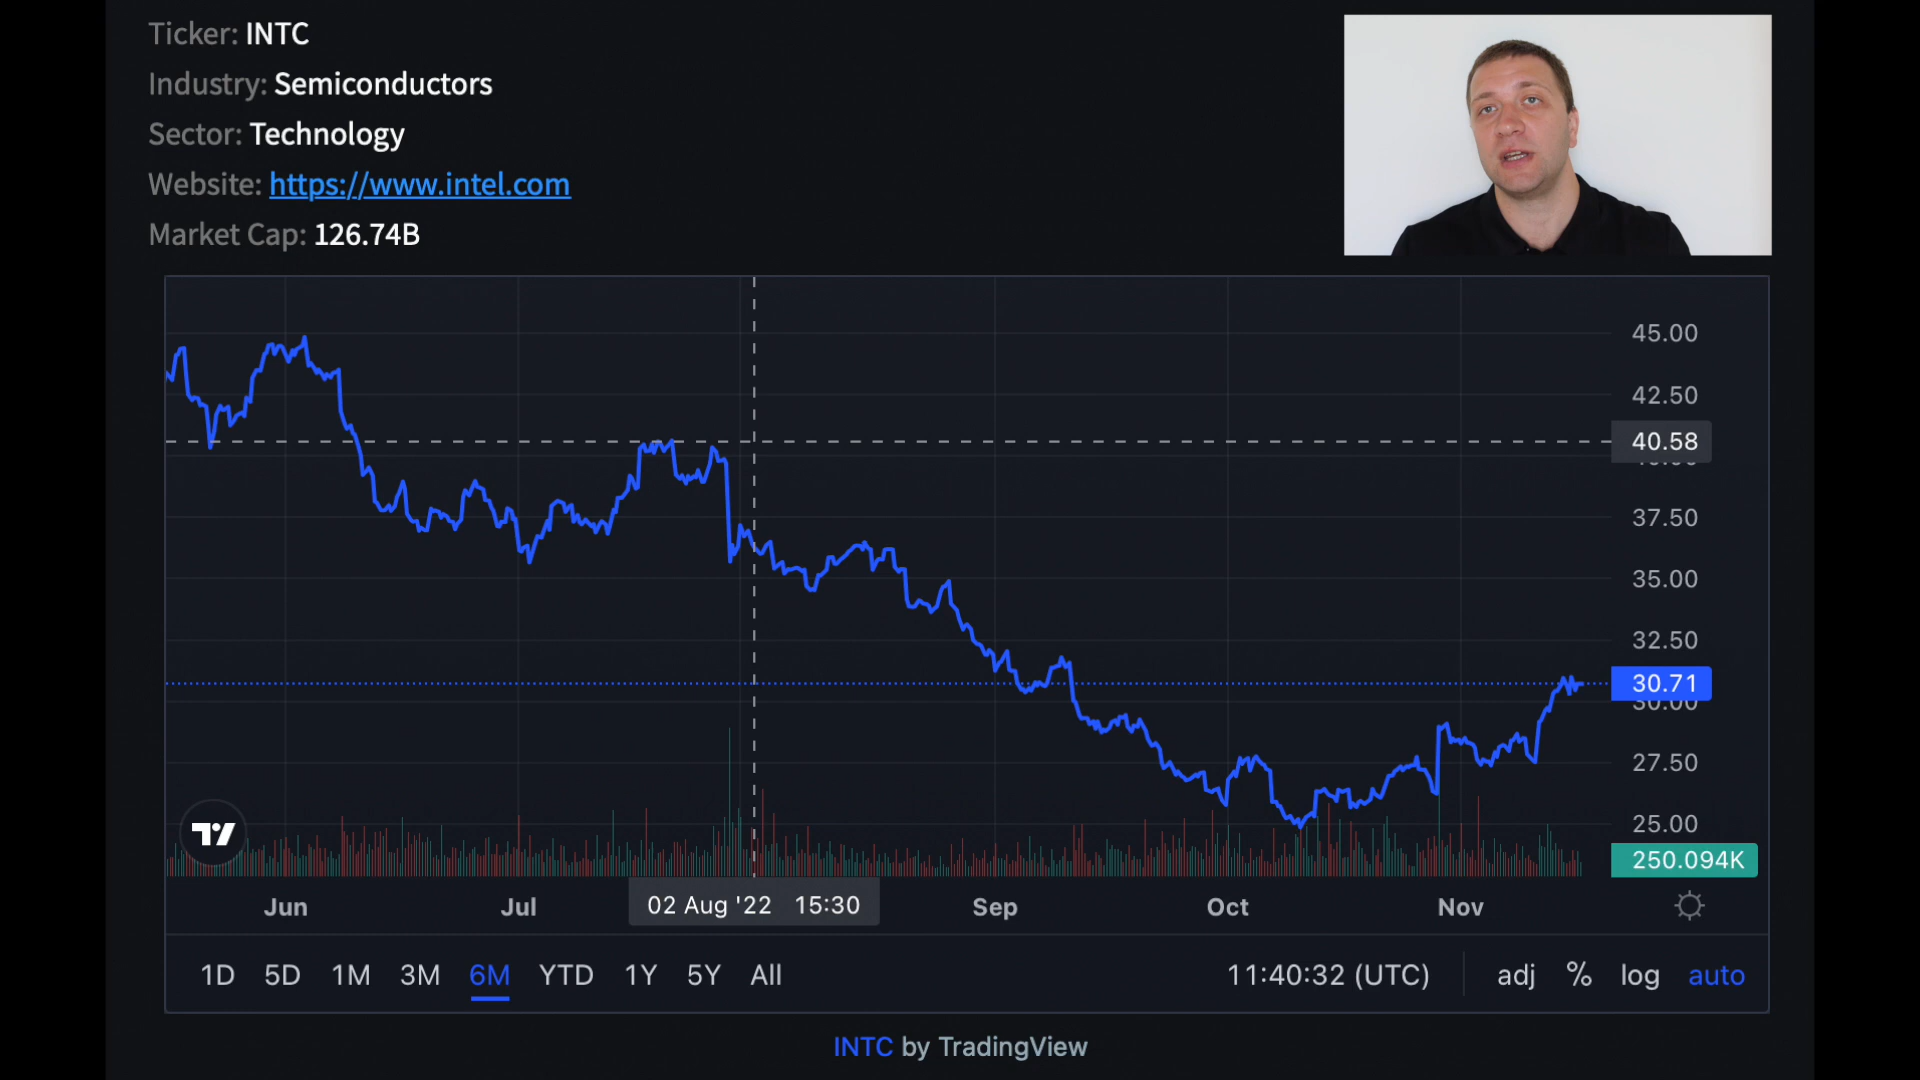 Ticker: INTC
Industry: Semiconductors
Sector: Technology
Website: https://www.intel.com
Market Cap: 126.74B
45.00
42.50
40.58
37.50
35.00
32.50
30.71
30.00
27.50
25.00
250.094K
Jun Jul 02 Aug '22 15:30 Sep Oct Nov
1D 5D 1M 3M 6M YTD 1Y 5Y All 11:40:32 (UTC) adj % log auto
INTC by TradingView